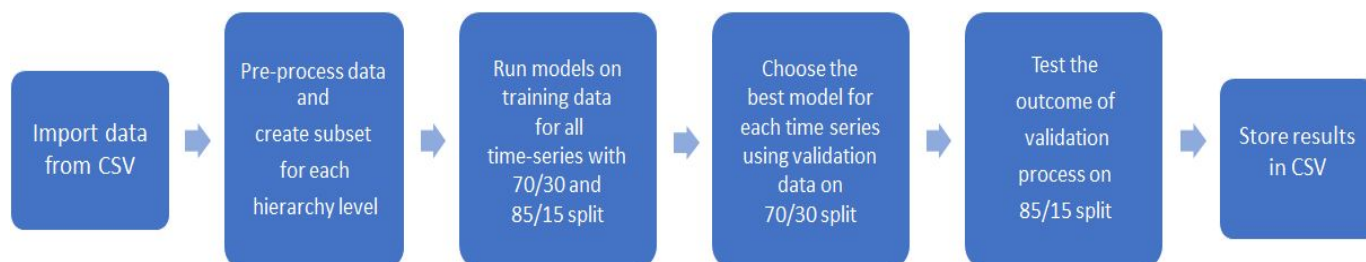 Import data
from CSV
Pre-process data
and
create subset
for each
hierarchy level
Run models on
training data
for all
time-series with
70/30 and
85/15 split
Choose the
best model for
each time series
using validation
data on
70/30 split
Test the
outcome of
validation
process on
85/15 split
Store results
in CSV